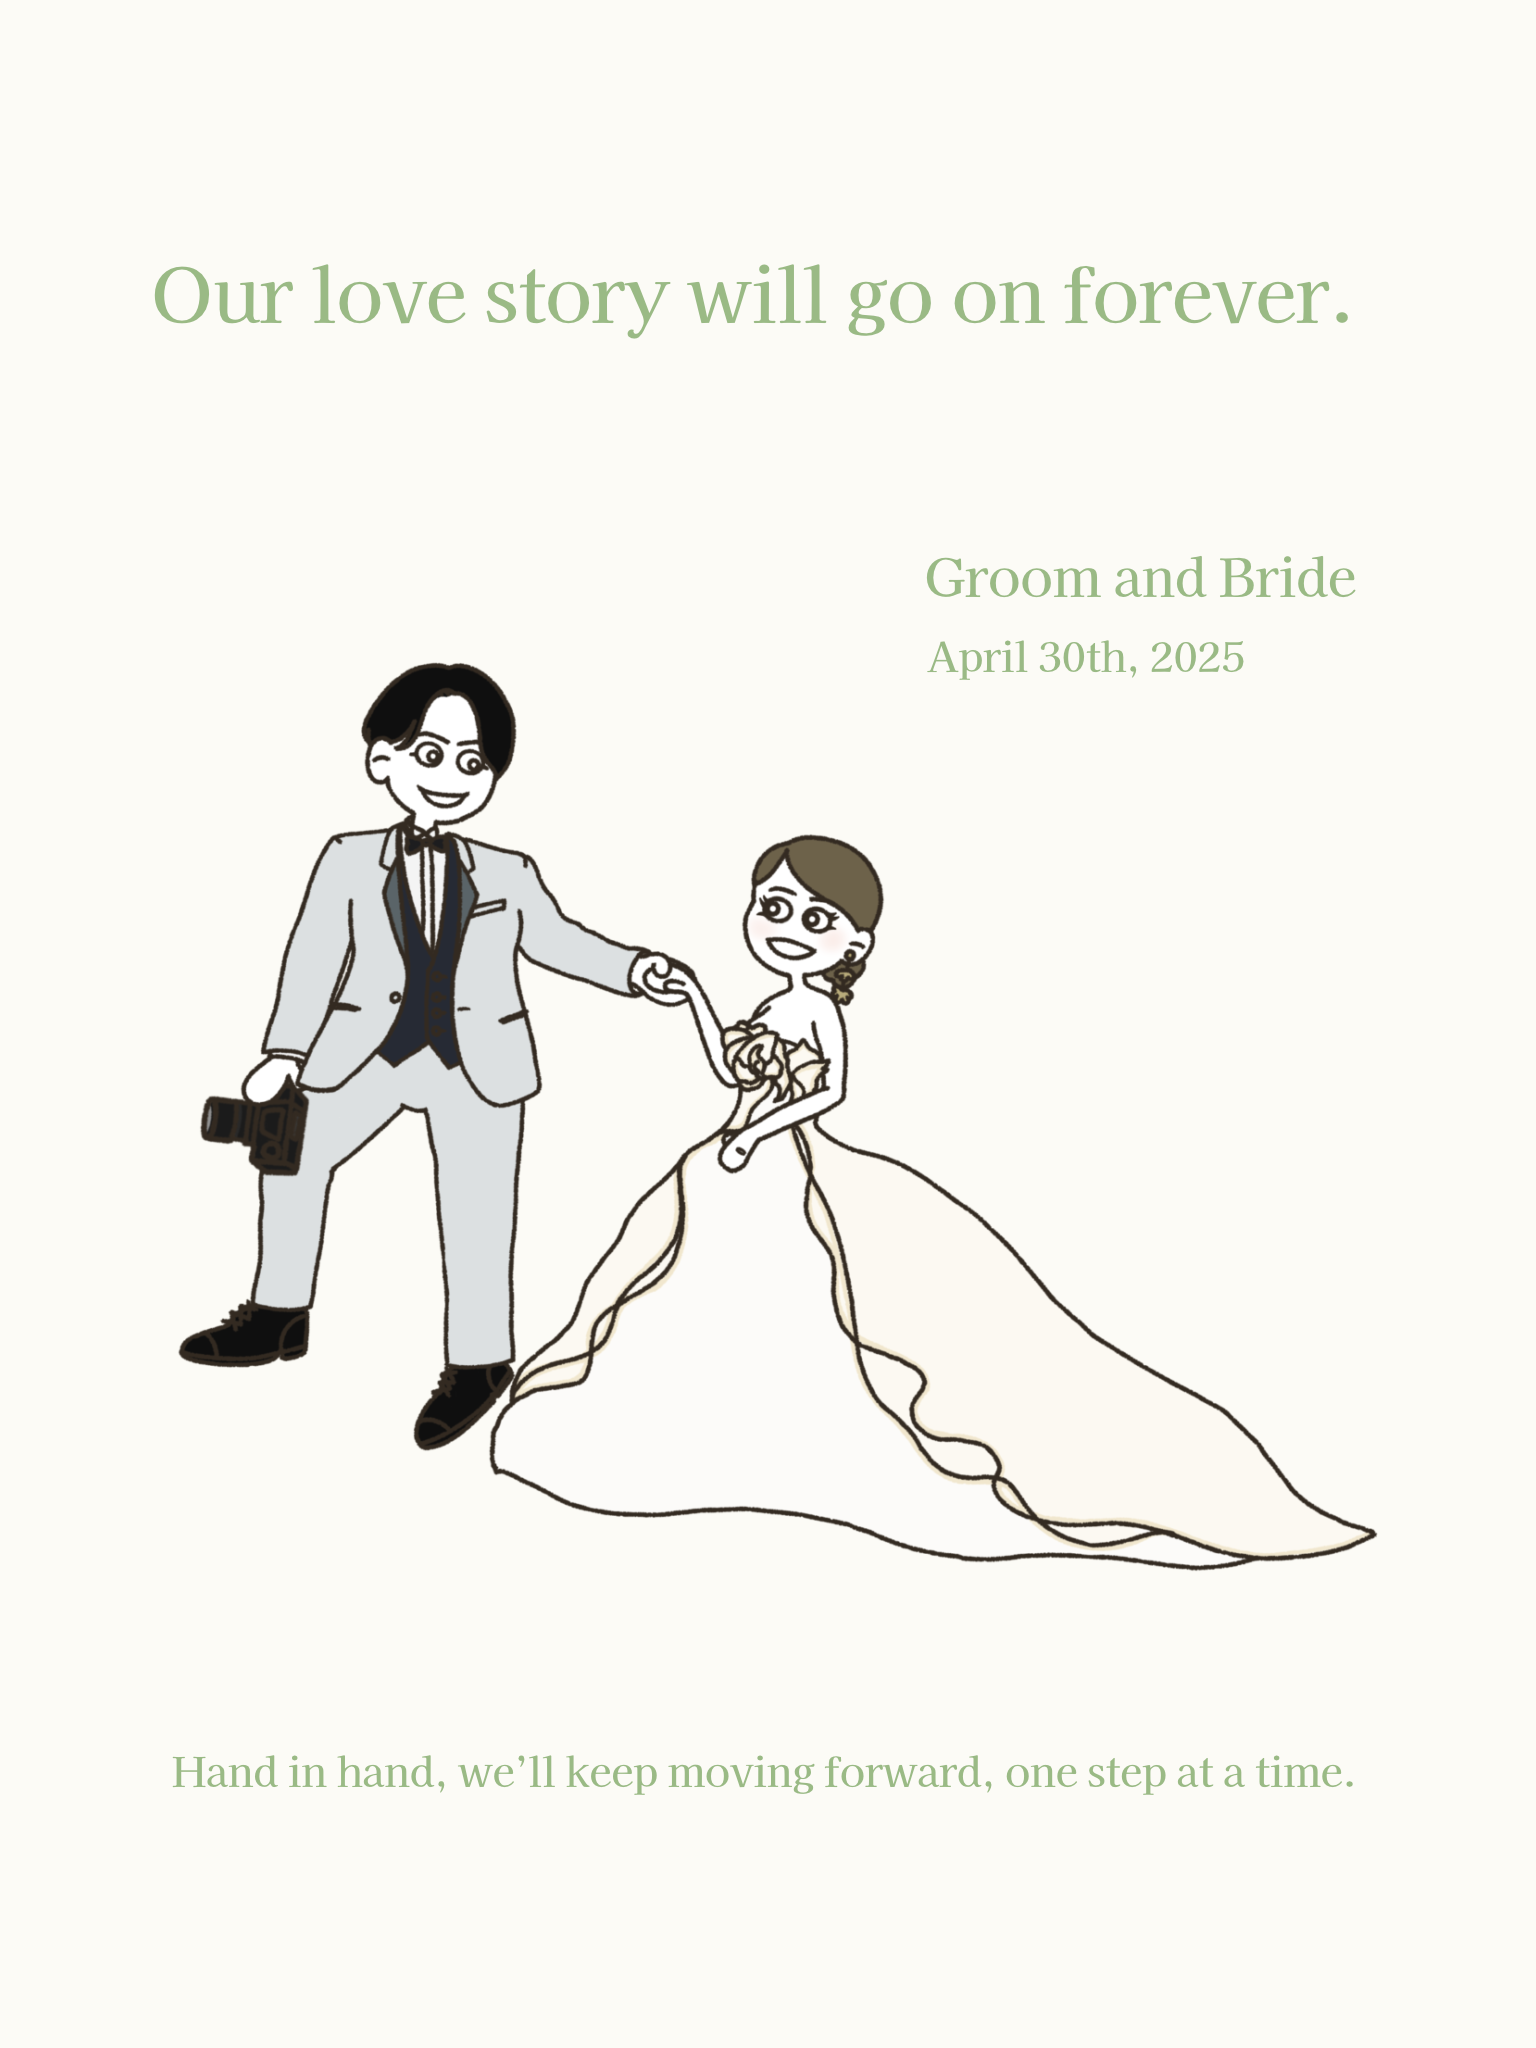 Our love story will go on forever.
Groom and Bride
April 30th, 2025
Hand in hand, we’ll keep moving forward, one step at a time.